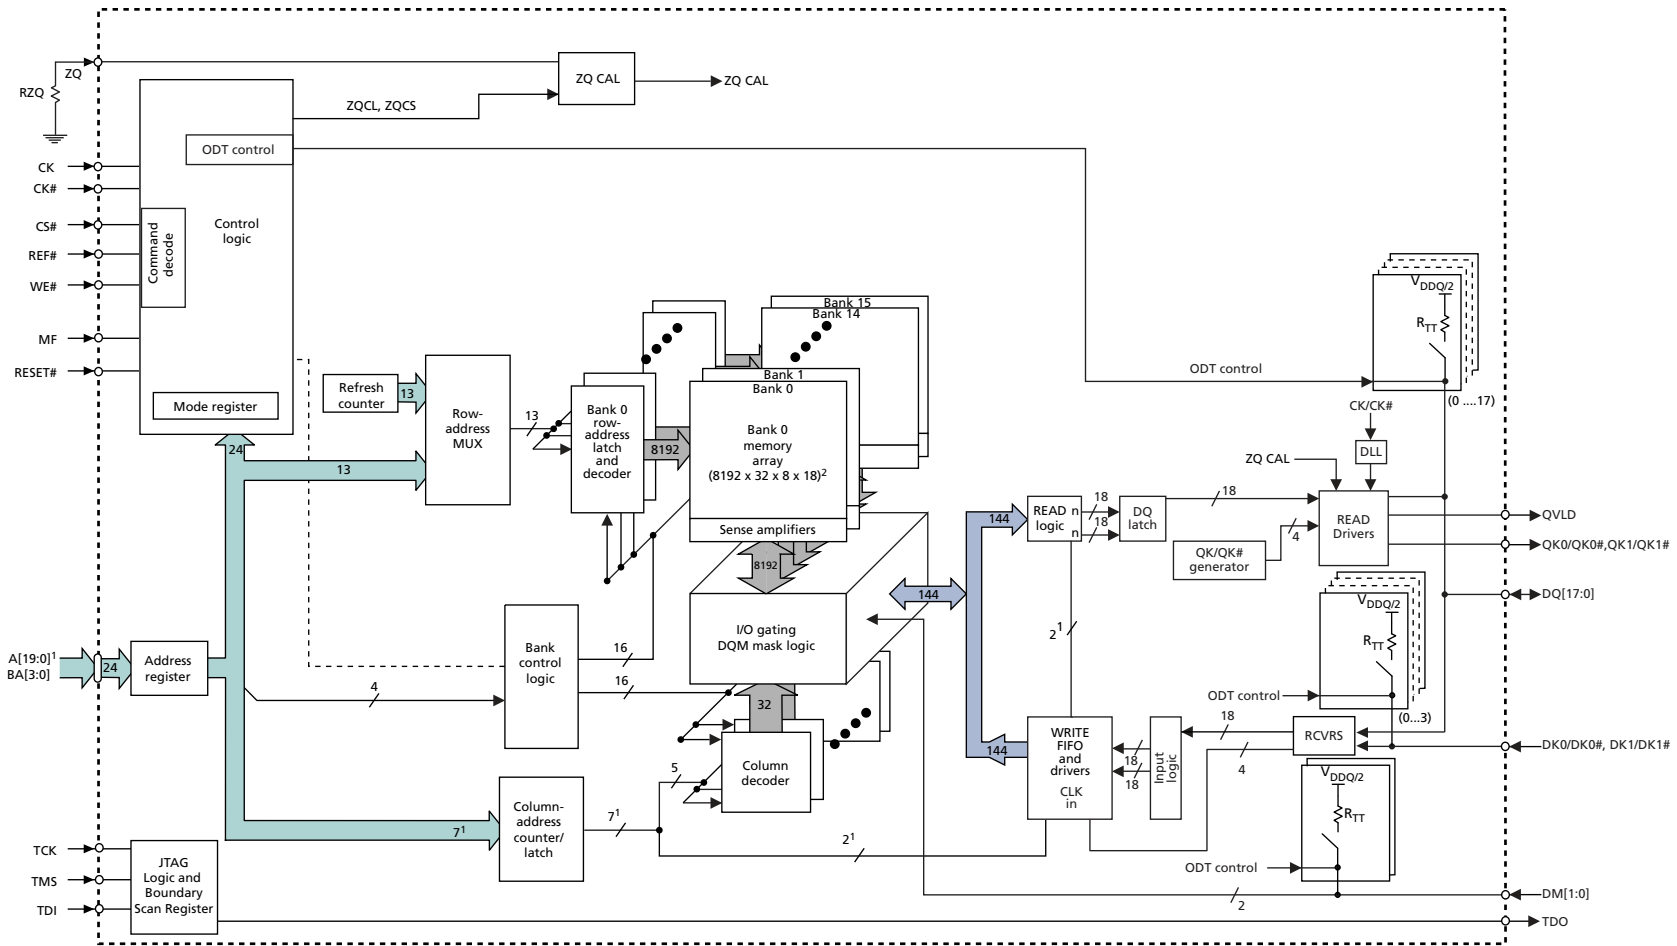 ZQ
RZQ
ZQ CAL
ZQ CAL
ZQCL, ZQCS
ODT control
CK
CK#
CS#
REF#
WE#
MF
RESET#
Command
decode
Control
logic
Mode register
24
13
Refresh
counter
13
Row-
address
MUX
13
Bank 0
row-
address
latch
and
decoder
8192
Bank 15
Bank 14
Bank 1
Bank 0
Bank 0
memory
array
(8192 x 32 x 8 x 18)²
Sense amplifiers
8192
I/O gating
DQM mask logic
32
Column
decoder
5
Bank
control
logic
16
16
A[19:0]¹
BA[3:0]
24
Address
register
4
7¹
Column-
address
counter/
latch
7¹
2¹
TCK
TMS
TDI
JTAG
Logic and
Boundary
Scan Register
144
144
144
READ
logic
n
n
18
18
DQ
latch
18
2¹
QK/QK#
generator
4
ZQ CAL
CK/CK#
DLL
READ
Drivers
ODT control
VDDQ/2
RTT
(0 ....17)
QVLD
QK0/QK0#,QK1/QK1#
DQ[17:0]
VDDQ/2
RTT
ODT control
(0...3)
WRITE
FIFO
and
drivers
CLK
in
18
18
Input
logic
18
4
RCVRS
DK0/DK0#, DK1/DK1#
VDDQ/2
RTT
ODT control
2
DM[1:0]
TDO